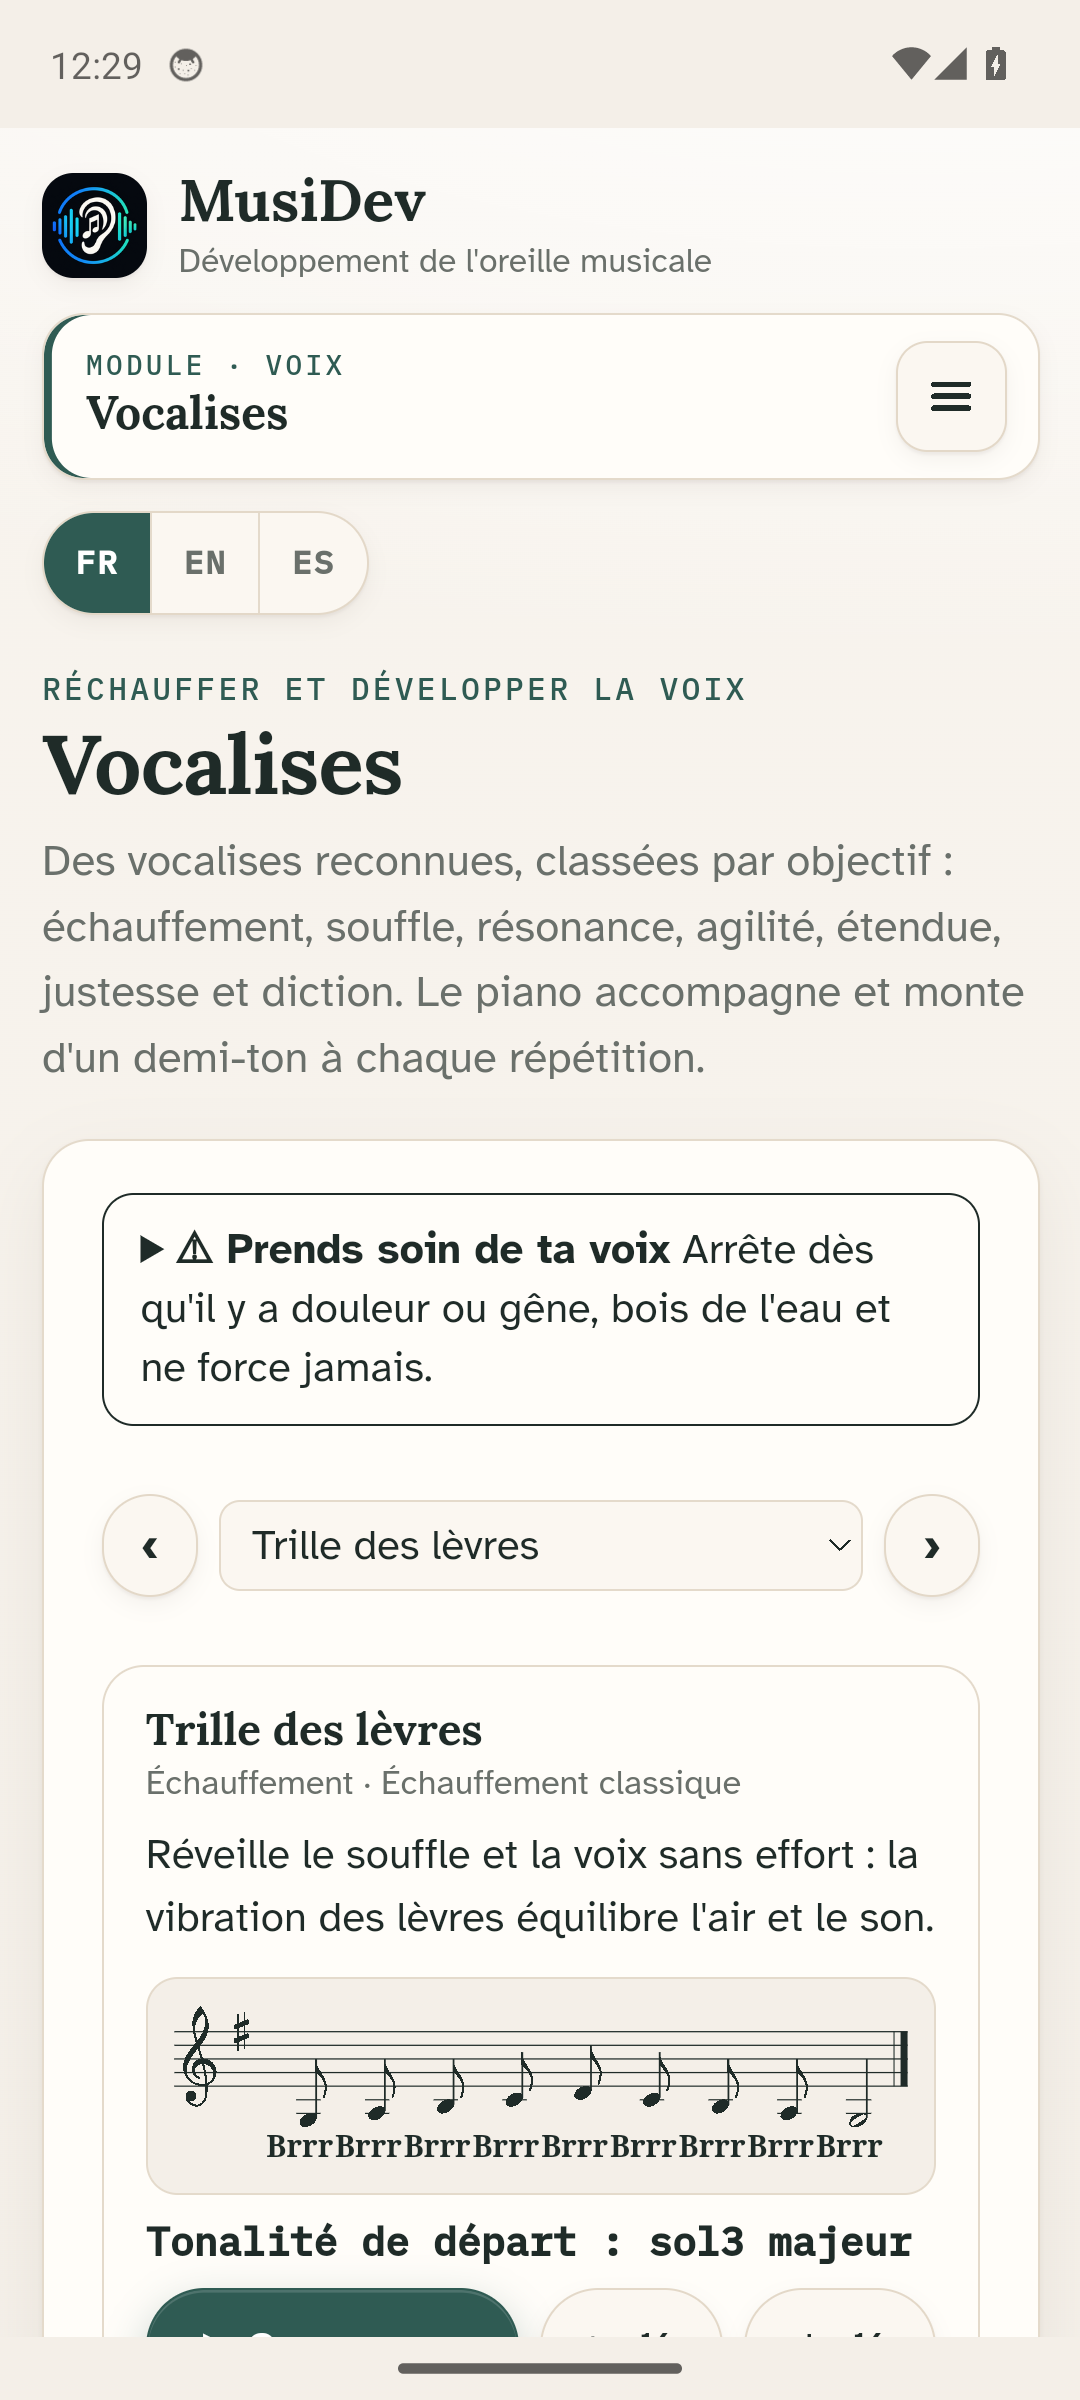 12:29
MusiDev
Développement de l'oreille musicale
MODULE · VOIX
Vocalises
FR EN ES
RÉCHAUFFER ET DÉVELOPPER LA VOIX
Vocalises
Des vocalises reconnues, classées par objectif :
échauffement, souffle, résonance, agilité, étendue,
justesse et diction. Le piano accompagne et monte
d'un demi-ton à chaque répétition.
▶ ⚠ Prends soin de ta voix Arrête dès
qu'il y a douleur ou gêne, bois de l'eau et
ne force jamais.
‹ Trille des lèvres ›
Trille des lèvres
Échauffement · Échauffement classique
Réveille le souffle et la voix sans effort : la
vibration des lèvres équilibre l'air et le son.
Brrr Brrr Brrr Brrr Brrr Brrr Brrr Brrr Brrr
Tonalité de départ : sol3 majeur